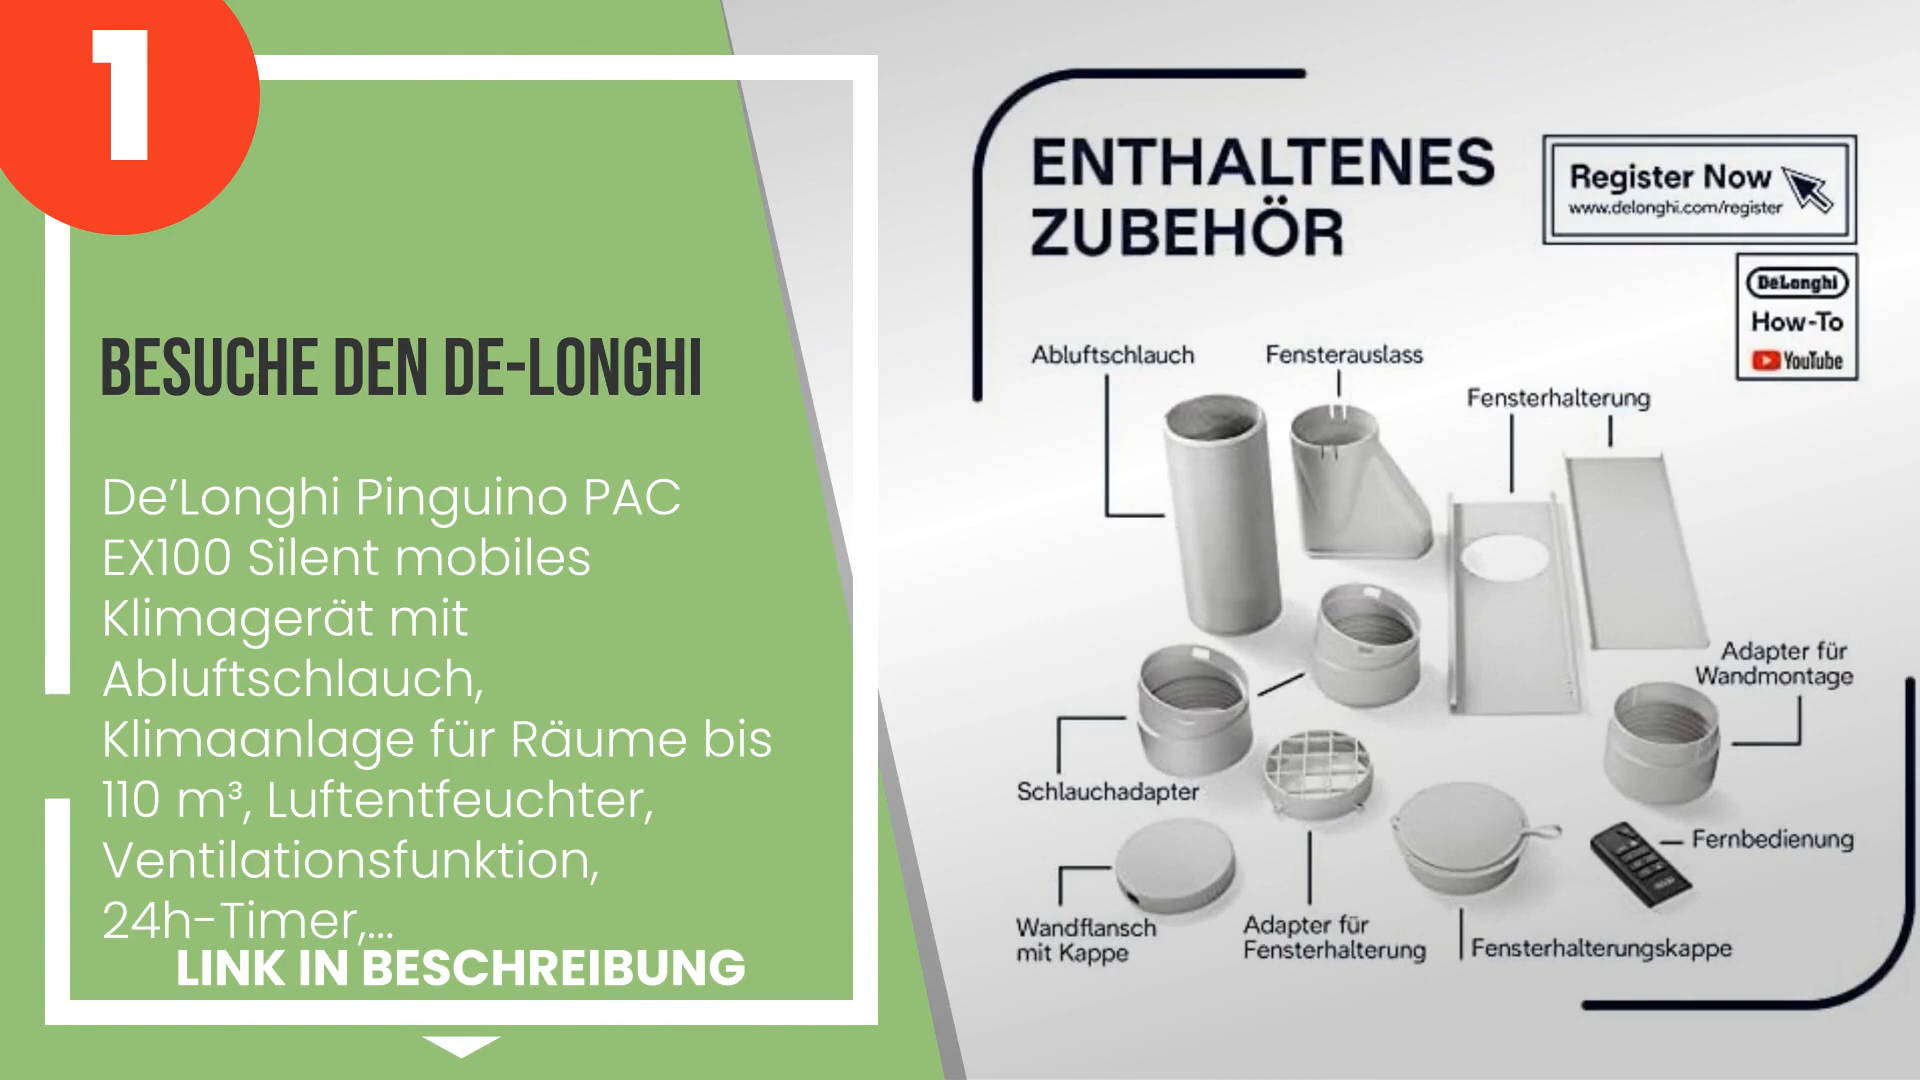 1
BESUCHE DEN DE-LONGHI
De’Longhi Pinguino PAC
EX100 Silent mobiles
Klimagerät mit
Abluftschlauch,
Klimaanlage für Räume bis
110 m³, Luftentfeuchter,
Ventilationsfunktion,
24h-Timer,...
LINK IN BESCHREIBUNG
ENTHALTENES
ZUBEHÖR
Register Now
www.delonghi.com/register
DeLonghi
How-To
YouTube
Abluftschlauch
Fensterauslass
Fensterhalterung
Adapter für
Wandmontage
Schlauchadapter
Fernbedienung
Wandflansch
mit Kappe
Adapter für
Fensterhalterung
Fensterhalterungskappe